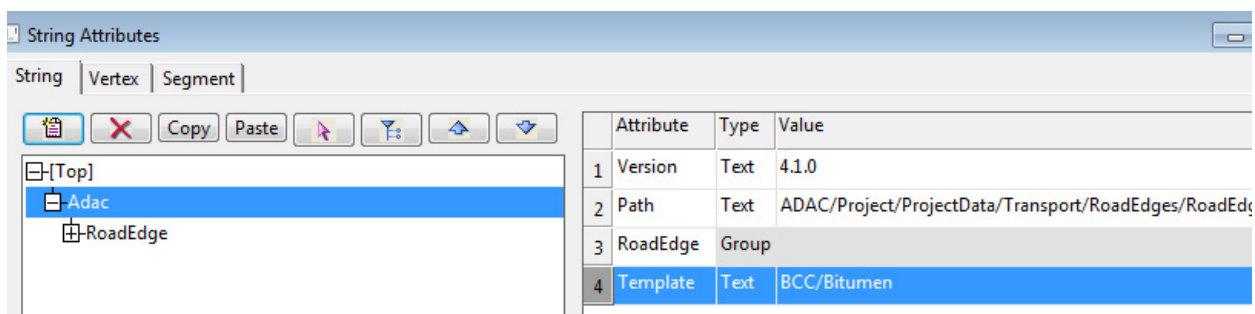 String Attributes
String Vertex Segment
Copy Paste
[Top]
Adac
RoadEdge
Attribute Type Value
1 Version Text 4.1.0
2 Path Text ADAC/Project/ProjectData/Transport/RoadEdges/RoadEdg
3 RoadEdge Group
4 Template Text BCC/Bitumen